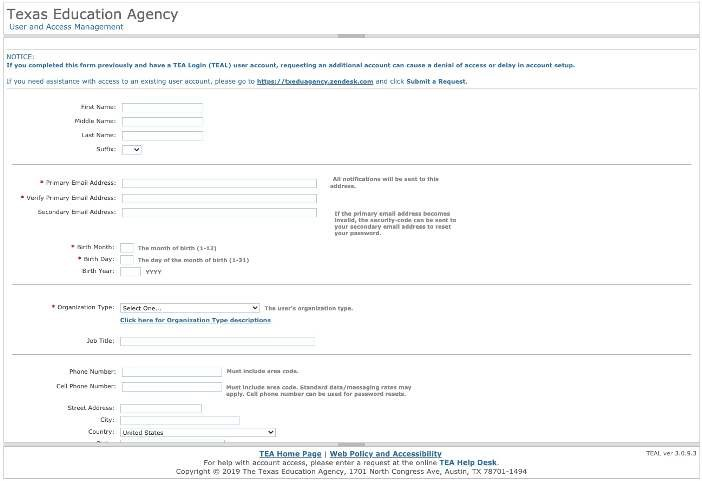 Texas Education Agency
User and Access Management
NOTICE:
If you completed this form previously and have a TEA Login (TEAL) user account, requesting an additional account can cause a denial of access or delay in account setup.
If you need assistance with access to an existing user account, please go to https://txeduagency.zendesk.com and click Submit a Request.
First Name:
Middle Name:
Last Name:
Suffix:
* Primary Email Address: All notifications will be sent to this
address.
* Verify Primary Email Address:
Secondary Email Address: If the primary email address becomes
invalid, the security-code can be sent to
your secondary email address to reset
your password.
* Birth Month: The month of birth (1-12)
* Birth Day: The day of the month of birth (1-31)
Birth Year: YYYY
* Organization Type: Select One... The user's organization type.
Click here for Organization Type descriptions
Job Title:
Phone Number: Must include area code.
Cell Phone Number: Must include area code. Standard data/messaging rates may
apply. Cell phone number can be used for password resets.
Street Address:
City:
Country: United States
TEA Home Page | Web Policy and Accessibility TEAL ver 3.0.9.3
For help with account access, please enter a request at the online TEA Help Desk.
Copyright © 2019 The Texas Education Agency, 1701 North Congress Ave, Austin, TX 78701-1494